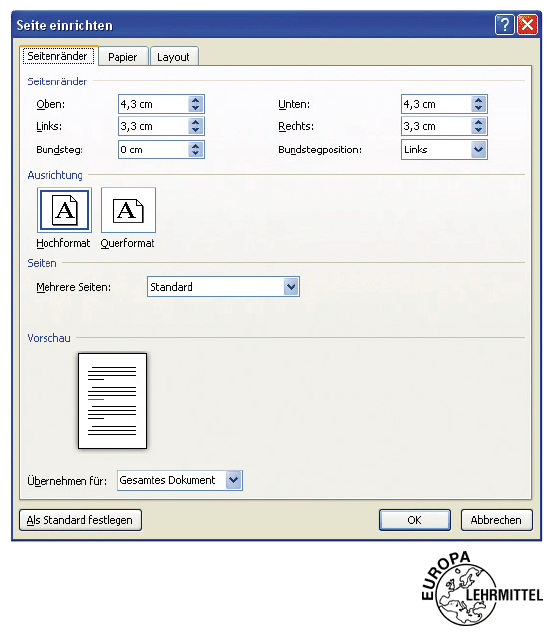 Seite einrichten
Seitenränder Papier Layout
Seitenränder
Oben: 4,3 cm Unten: 4,3 cm
Links: 3,3 cm Rechts: 3,3 cm
Bundsteg: 0 cm Bundstegposition: Links
Ausrichtung
A A
Hochformat Querformat
Seiten
Mehrere Seiten: Standard
Vorschau
Übernehmen für: Gesamtes Dokument
Als Standard festlegen OK Abbrechen
EUROPA
LEHRMITTEL